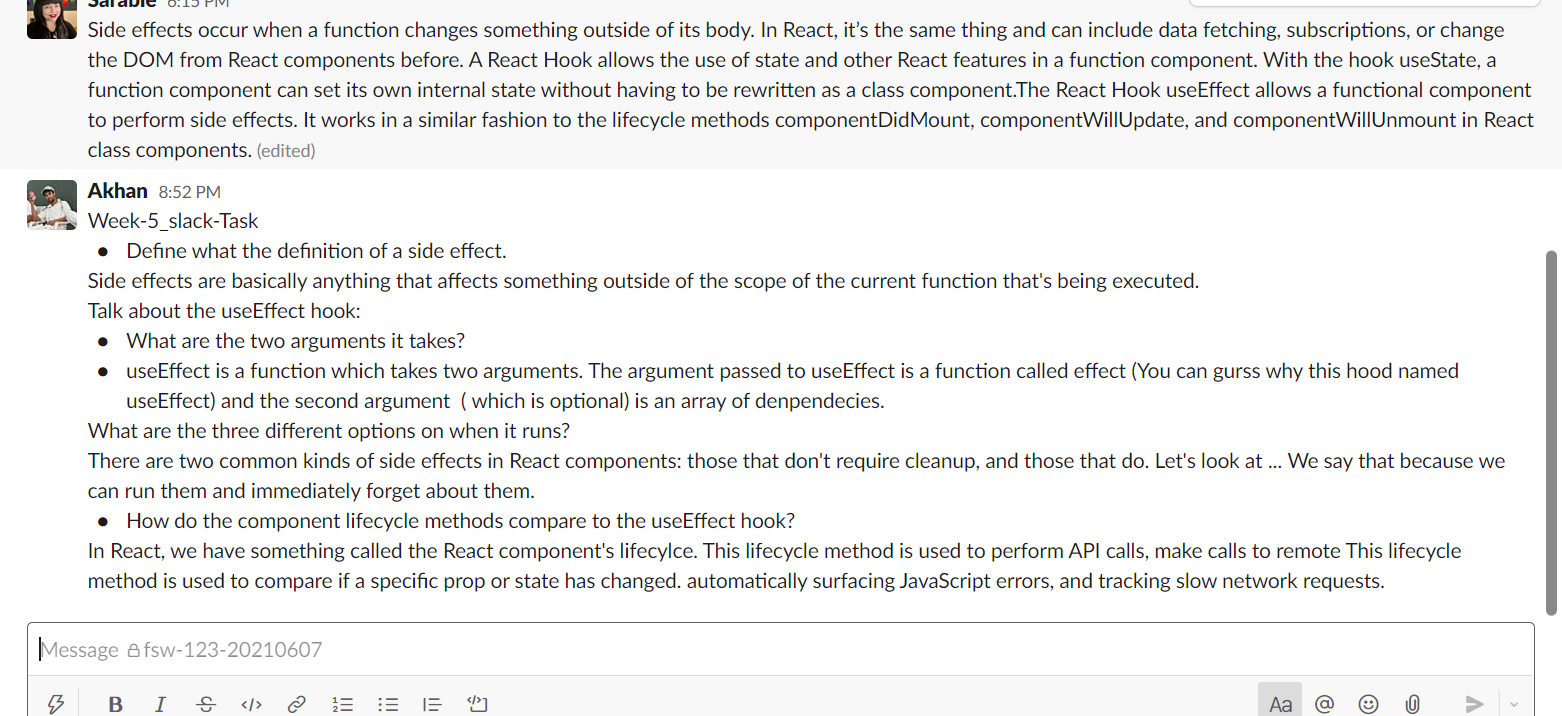 Sarabie 6:15 PM
Side effects occur when a function changes something outside of its body. In React, it’s the same thing and can include data fetching, subscriptions, or change
the DOM from React components before. A React Hook allows the use of state and other React features in a function component. With the hook useState, a
function component can set its own internal state without having to be rewritten as a class component.The React Hook useEffect allows a functional component
to perform side effects. It works in a similar fashion to the lifecycle methods componentDidMount, componentWillUpdate, and componentWillUnmount in React
class components. (edited)
Akhan 8:52 PM
Week-5_slack-Task
● Define what the definition of a side effect.
Side effects are basically anything that affects something outside of the scope of the current function that's being executed.
Talk about the useEffect hook:
● What are the two arguments it takes?
● useEffect is a function which takes two arguments. The argument passed to useEffect is a function called effect (You can gurss why this hood named
useEffect) and the second argument ( which is optional) is an array of denpendecies.
What are the three different options on when it runs?
There are two common kinds of side effects in React components: those that don't require cleanup, and those that do. Let's look at ... We say that because we
can run them and immediately forget about them.
● How do the component lifecycle methods compare to the useEffect hook?
In React, we have something called the React component's lifecylce. This lifecycle method is used to perform API calls, make calls to remote This lifecycle
method is used to compare if a specific prop or state has changed. automatically surfacing JavaScript errors, and tracking slow network requests.
Message fsw-123-20210607
B I S </> Aa @